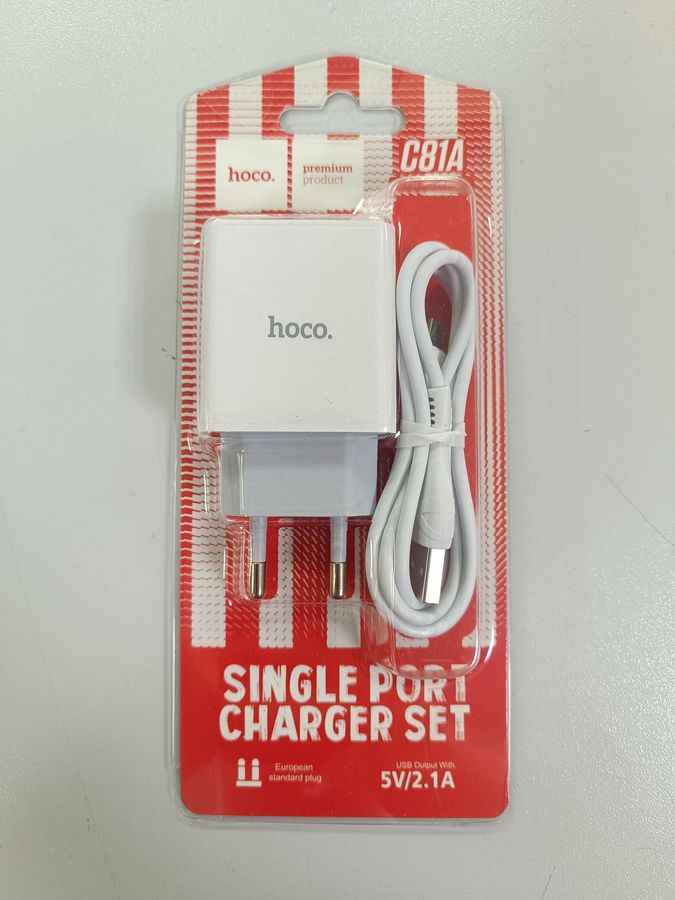 hoco.
premium
product
C81A
hoco.
SINGLE PORT
CHARGER SET
European
standard plug
USB Output With
5V/2.1A